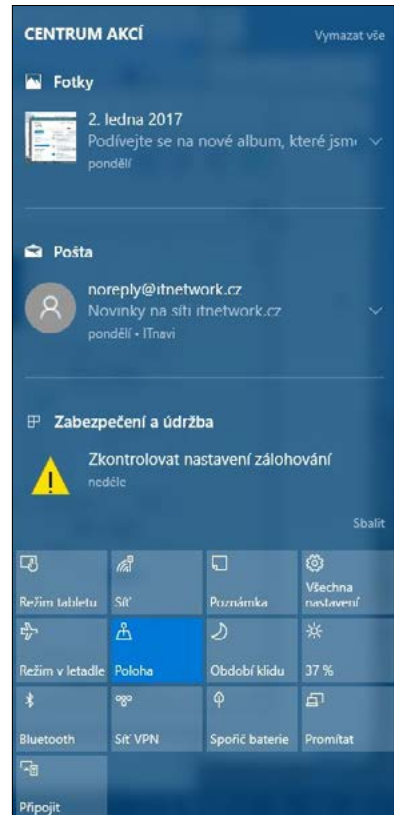 CENTRUM AKCÍ
Vymazat vše
Fotky
2. ledna 2017
Podívejte se na nové album, které jsme
pondělí
Pošta
noreply@itnetwork.cz
Novinky na síti itnetwork.cz
pondělí • ITnavi
Zabezpečení a údržba
Zkontrolovat nastavení zálohování
neděle
Sbalit
Režim tabletu
Síť
Poznámka
Všechna
nastavení
Režim v letadle
Poloha
Období klidu
37 %
Bluetooth
Síť VPN
Spořič baterie
Promítat
Připojit